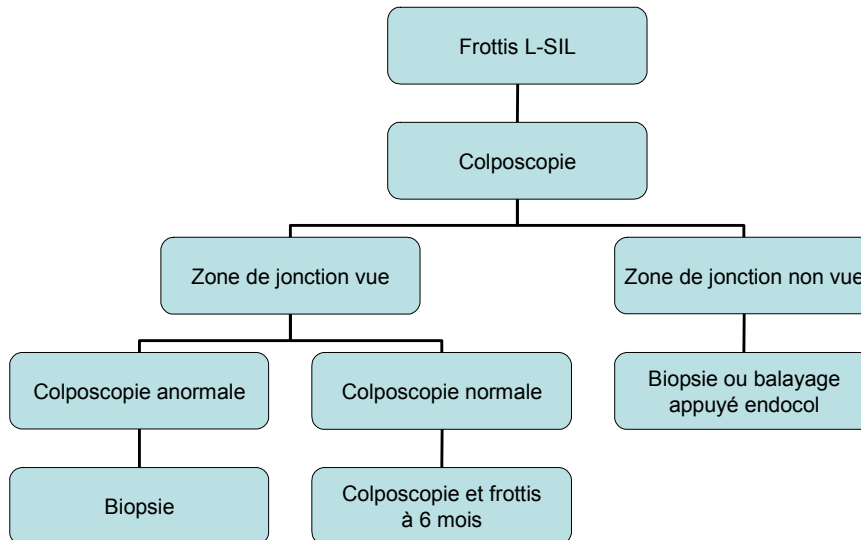 Frottis L-SIL
Colposcopie
Zone de jonction vue
Zone de jonction non vue
Colposcopie anormale
Colposcopie normale
Biopsie ou balayage
appuyé endocol
Biopsie
Colposcopie et frottis
à 6 mois